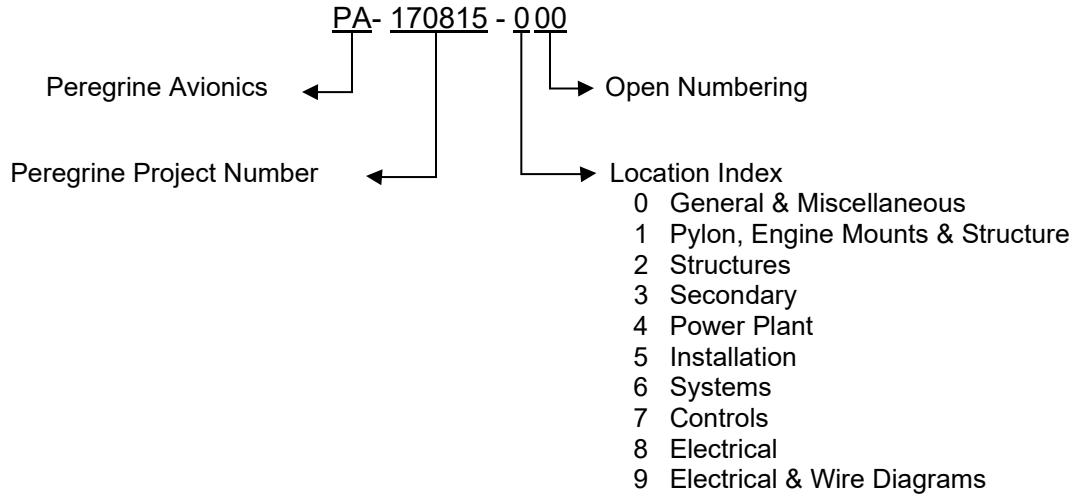 PA- 170815 - 0 00
Peregrine Avionics
Open Numbering
Peregrine Project Number
Location Index
0 General & Miscellaneous
1 Pylon, Engine Mounts & Structure
2 Structures
3 Secondary
4 Power Plant
5 Installation
6 Systems
7 Controls
8 Electrical
9 Electrical & Wire Diagrams